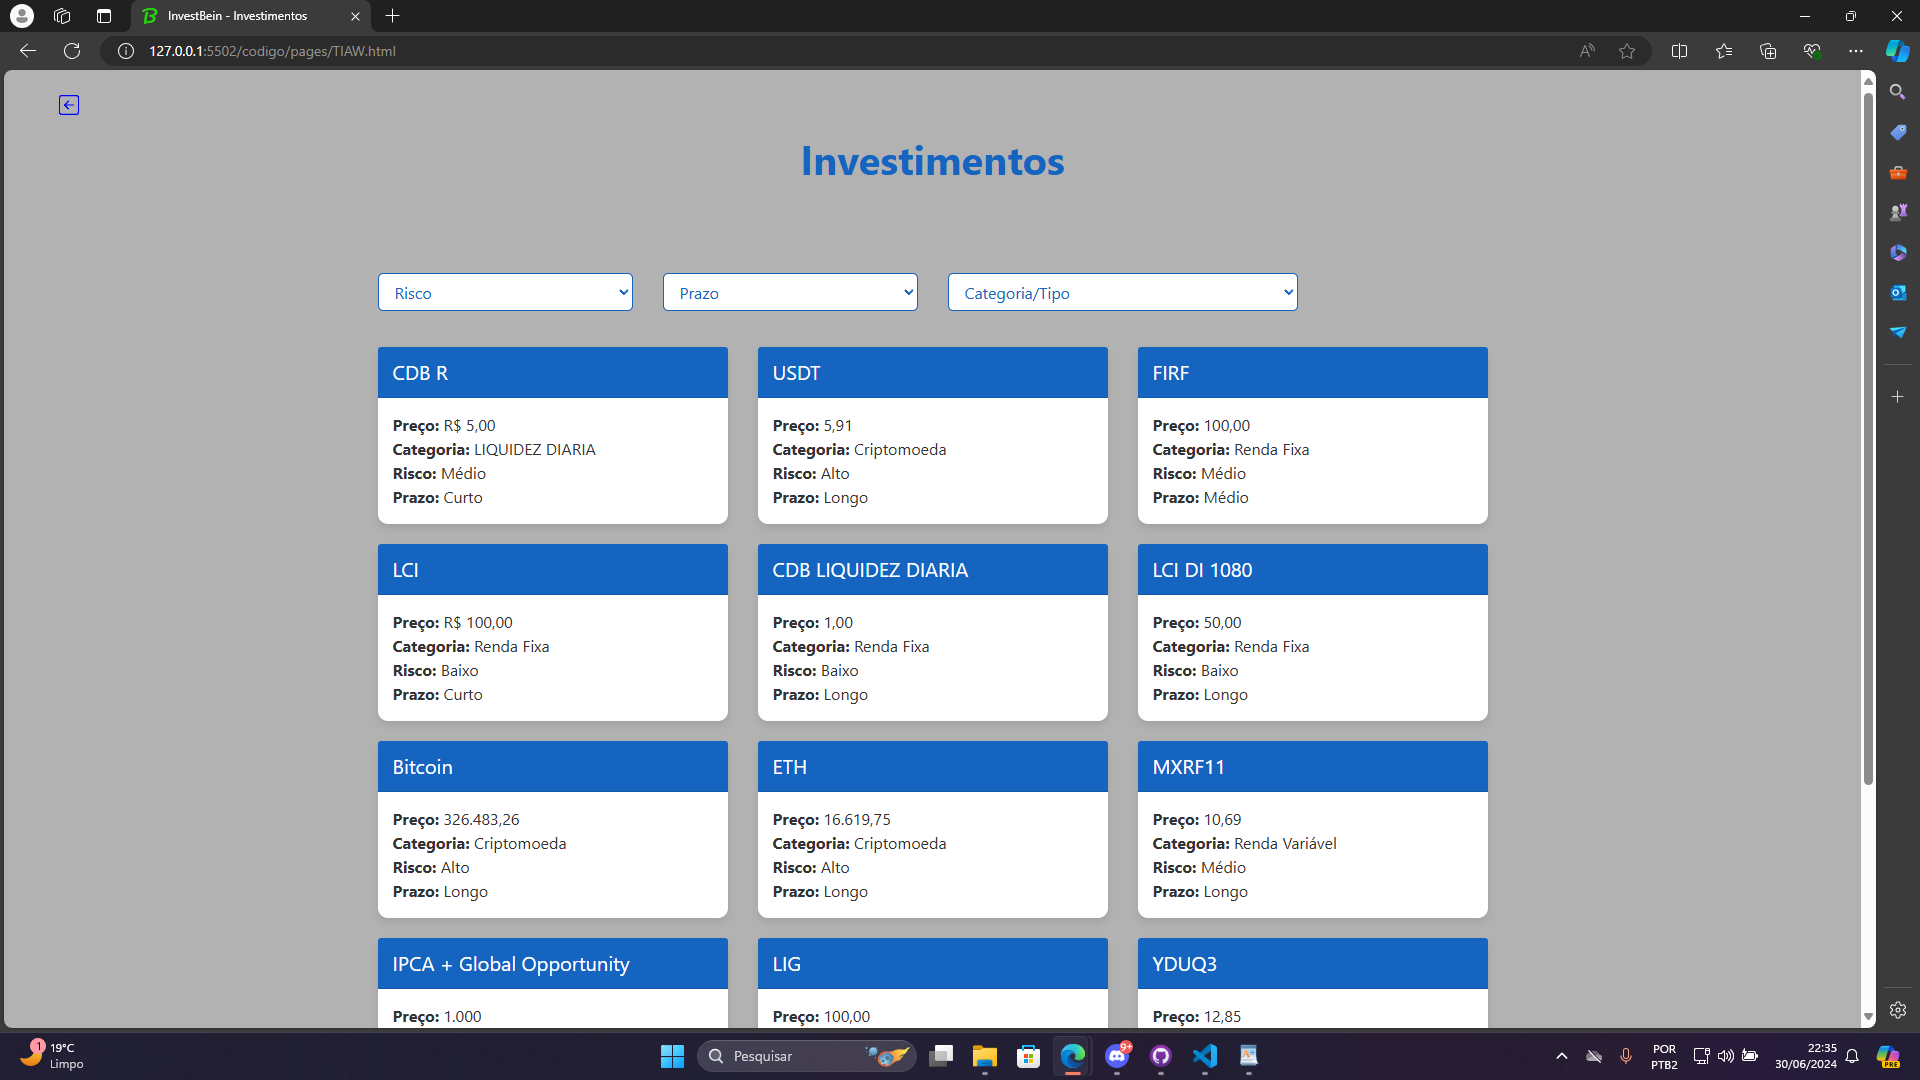 InvestBein - Investimentos
127.0.0.1:5502/codigo/pages/TIAW.html
Investimentos
Risco
Prazo
Categoria/Tipo
CDB R
Preço: R$ 5,00
Categoria: LIQUIDEZ DIARIA
Risco: Médio
Prazo: Curto
USDT
Preço: 5,91
Categoria: Criptomoeda
Risco: Alto
Prazo: Longo
FIRF
Preço: 100,00
Categoria: Renda Fixa
Risco: Médio
Prazo: Médio
LCI
Preço: R$ 100,00
Categoria: Renda Fixa
Risco: Baixo
Prazo: Curto
CDB LIQUIDEZ DIARIA
Preço: 1,00
Categoria: Renda Fixa
Risco: Baixo
Prazo: Longo
LCI DI 1080
Preço: 50,00
Categoria: Renda Fixa
Risco: Baixo
Prazo: Longo
Bitcoin
Preço: 326.483,26
Categoria: Criptomoeda
Risco: Alto
Prazo: Longo
ETH
Preço: 16.619,75
Categoria: Criptomoeda
Risco: Alto
Prazo: Longo
MXRF11
Preço: 10,69
Categoria: Renda Variável
Risco: Médio
Prazo: Longo
IPCA + Global Opportunity
Preço: 1.000
LIG
Preço: 100,00
YDUQ3
Preço: 12,85
1
19°C
Limpo
Pesquisar
9+
POR
PTB2
22:35
30/06/2024
PRE